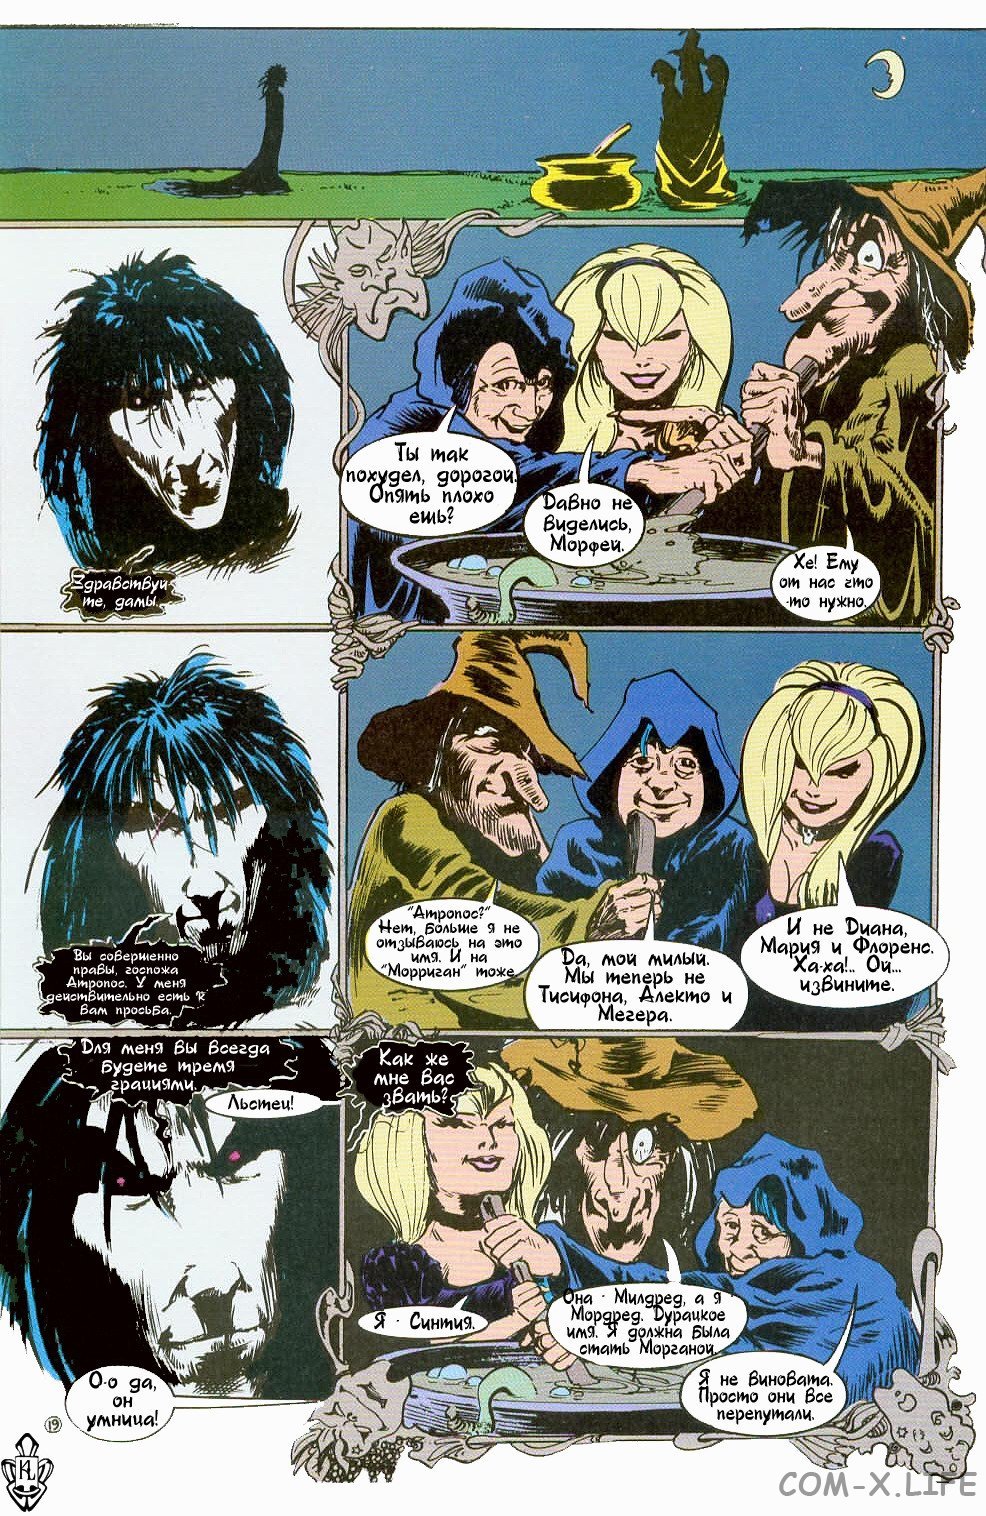 Здравствуй-
те, дамы.
Ты так
похудел, дорогой.
Опять плохо
ешь?
Давно не
виделись,
Морфей.
Хе! Ему
от нас что
-то нужно.
Вы совершенно
правы, госпожа
Атропос. У меня
действительно есть к
вам просьба.
"Атропос?"
Нет, больше я не
отзываюсь на это
имя. И на
"Морриган" тоже.
Да, мой милый.
Мы теперь не
Тисифона, Алекто и
Мегера.
И не Диана,
Мария и Флоренс.
Ха-ха!.. Ой...
извините.
Для меня вы всегда
будете тремя
грациями.
Льстец!
О-о да,
он
умница!
Как же
мне вас
звать?
Я - Синтия.
Она - Милдред, а я
Мордред. Дурацкое
имя. Я должна была
стать Морганой.
Я не виновата.
Просто они все
перепутали.
19
KL
COM-X.LIFE